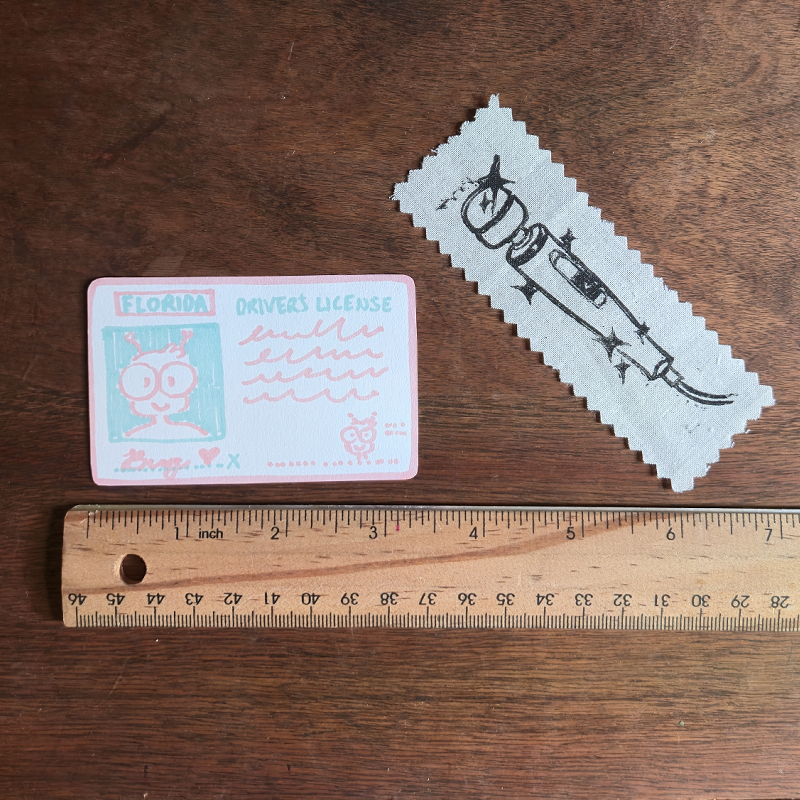 FLORIDA
DRIVER'S LICENSE
X
1 inch 2 3 4 5 6 7
46 45 44 43 42 41 40 39 38 37 36 35 34 33 32 31 30 29 28